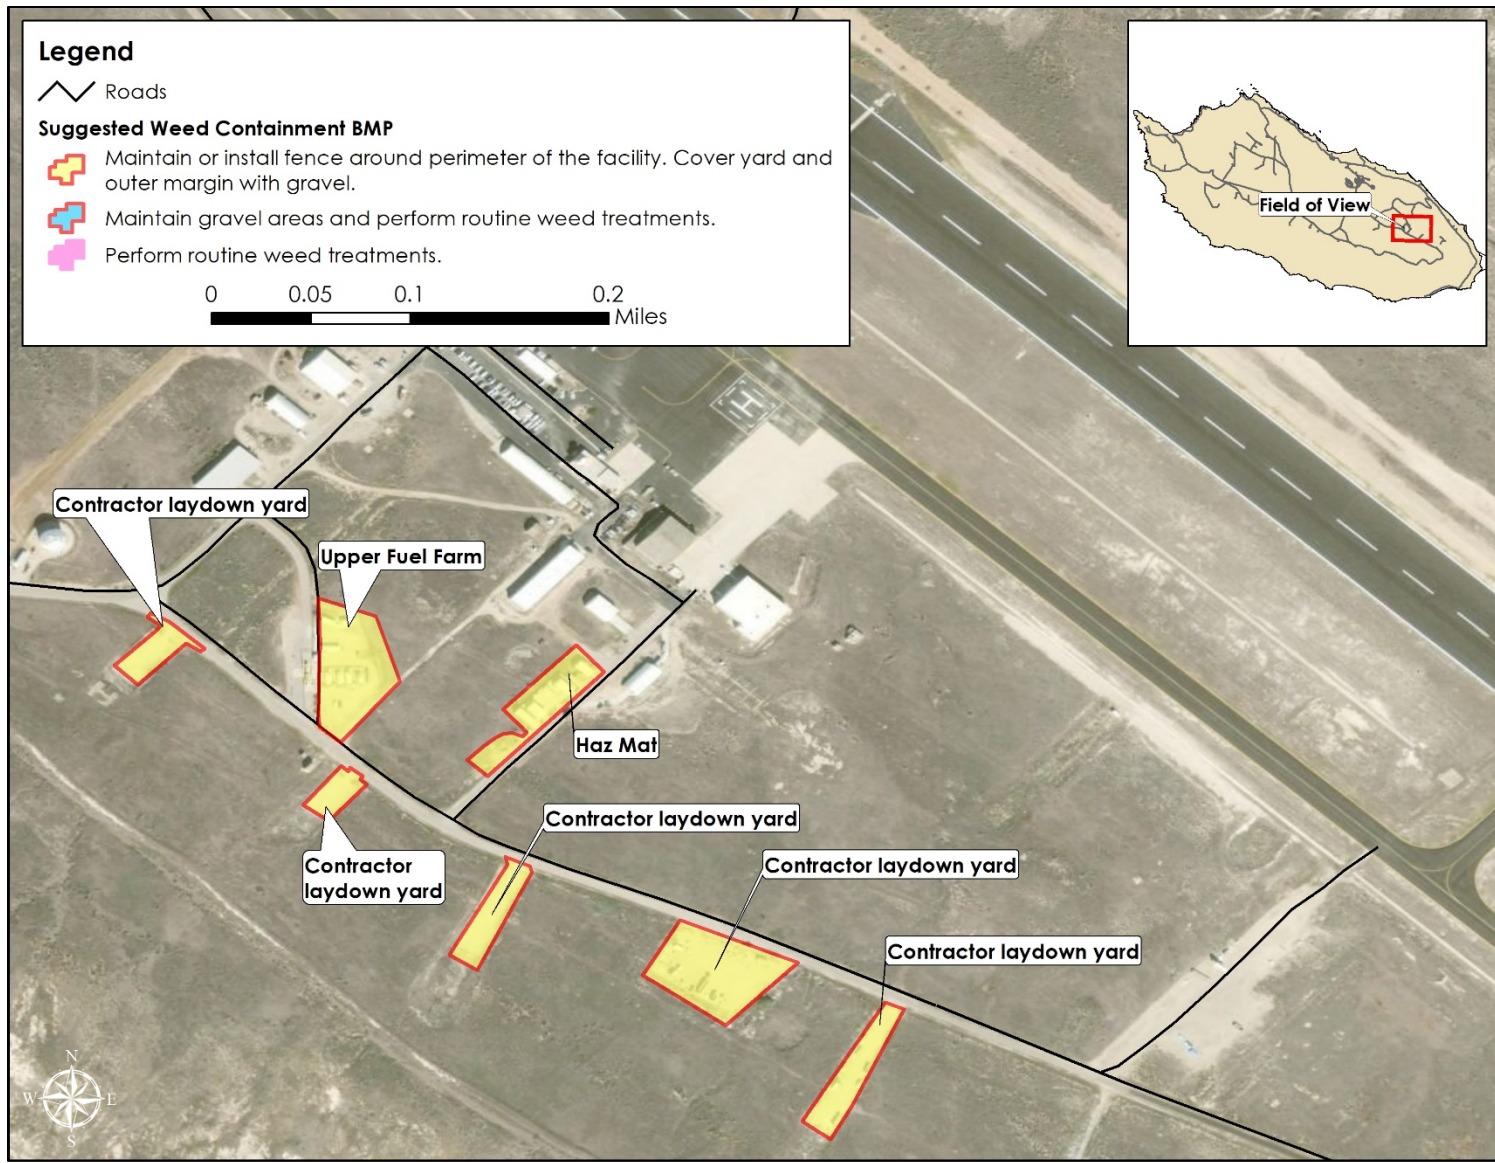 Legend
Roads
Suggested Weed Containment BMP
Maintain or install fence around perimeter of the facility. Cover yard and
outer margin with gravel.
Maintain gravel areas and perform routine weed treatments.
Perform routine weed treatments.
0 0.05 0.1 0.2
Miles
Field of View
H
Contractor laydown yard
Upper Fuel Farm
Haz Mat
Contractor laydown yard
Contractor
laydown yard
Contractor laydown yard
Contractor laydown yard
N
W E
S